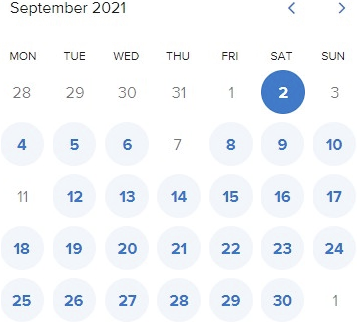 September 2021 < >
MON TUE WED THU FRI SAT SUN
28 29 30 31 1 2 3
4 5 6 7 8 9 10
11 12 13 14 15 16 17
18 19 20 21 22 23 24
25 26 27 28 29 30 1